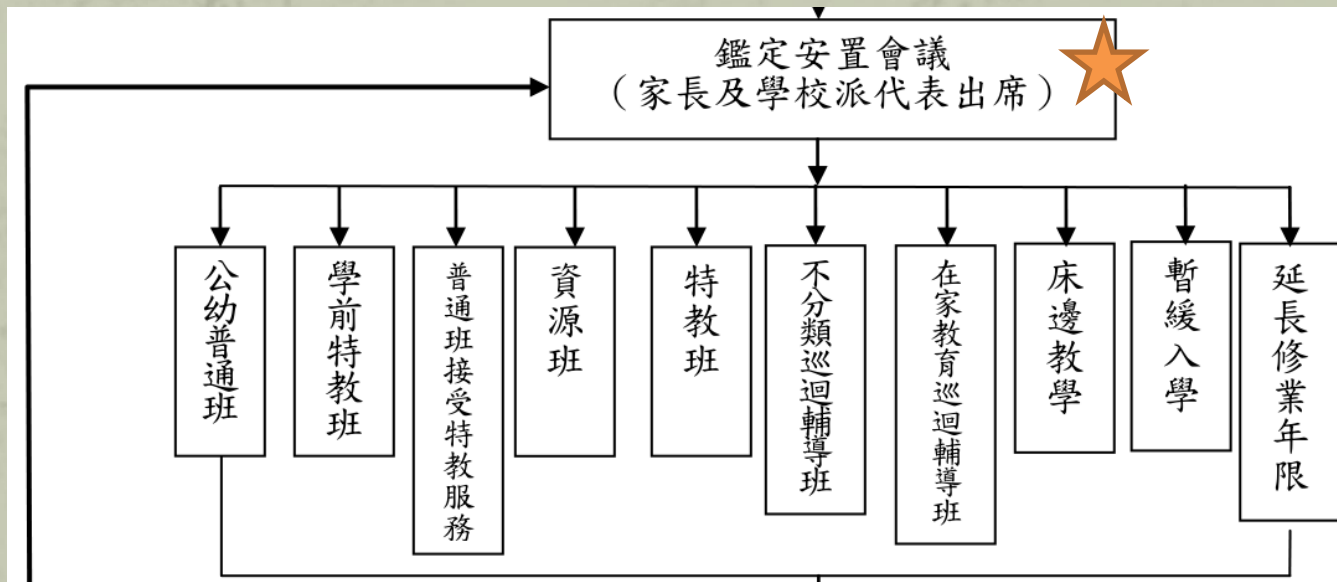 鑑定安置會議
（家長及學校派代表出席）
公幼普通班
學前特教班
普通班接受特教服務
資源班
特教班
不分類巡迴輔導班
在家教育巡迴輔導班
床邊教學
暫緩入學
延長修業年限